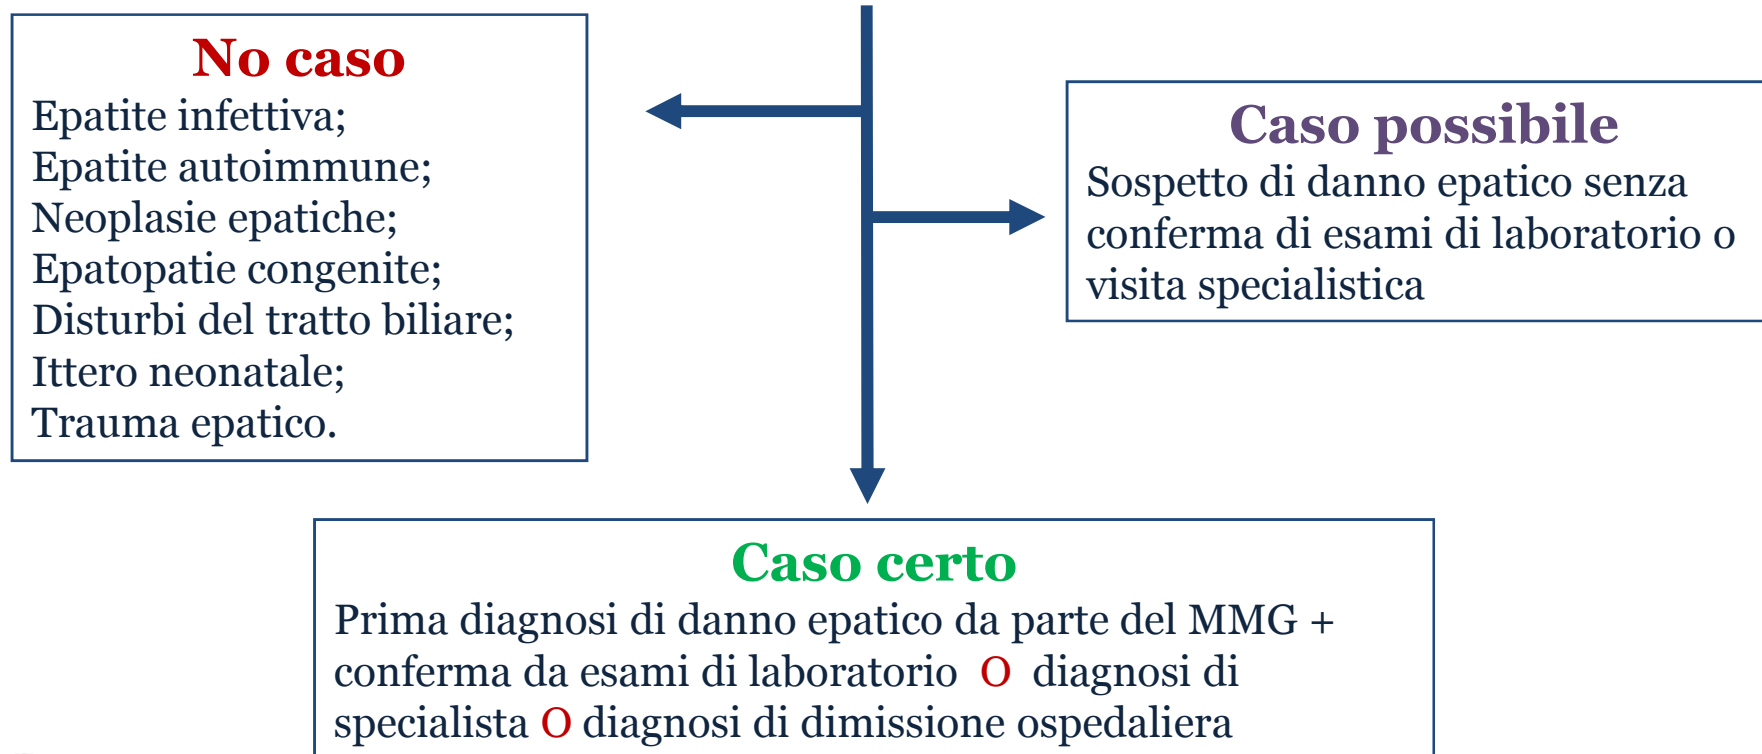 No caso
Epatite infettiva;
Epatite autoimmune;
Neoplasie epatiche;
Epatopatie congenite;
Disturbi del tratto biliare;
Ittero neonatale;
Trauma epatico.
Caso possibile
Sospetto di danno epatico senza
conferma di esami di laboratorio o
visita specialistica
Caso certo
Prima diagnosi di danno epatico da parte del MMG +
conferma da esami di laboratorio O diagnosi di
specialista O diagnosi di dimissione ospedaliera